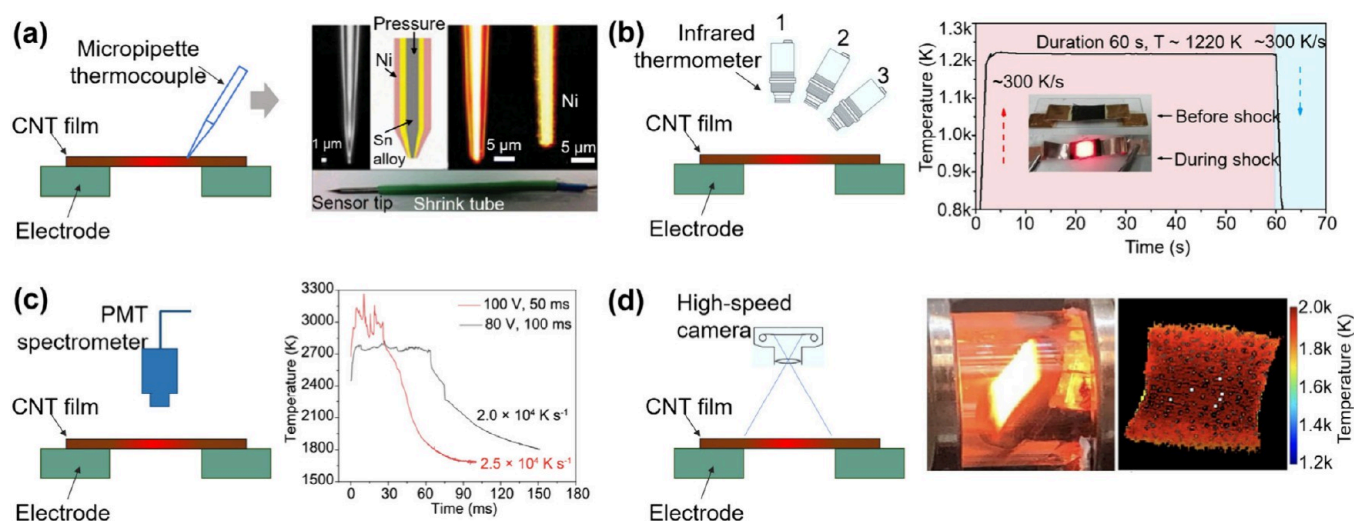 (a)
Micropipette
thermocouple
CNT film
Electrode
Pressure
Ni
Sn
alloy
1 μm
5 μm
Ni
5 μm
Sensor tip
Shrink tube
(b)
Infrared
thermometer
1
2
3
CNT film
Electrode
Temperature (K)
1.3k
1.2k
1.1k
1.0k
0.9k
0.8k
Duration 60 s, T ~ 1220 K
~300 K/s
~300 K/s
Before shock
During shock
0 10 20 30 40 50 60 70
Time (s)
(c)
PMT
spectrometer
CNT film
Electrode
Temperature (K)
3300
3000
2700
2400
2100
1800
1500
100 V, 50 ms
80 V, 100 ms
2.0 × 10⁴ K s⁻¹
2.5 × 10⁴ K s⁻¹
0 30 60 90 120 150 180
Time (ms)
(d)
High-speed
camera
CNT film
Electrode
2.0k
1.8k
1.6k
1.4k
1.2k
Temperature (K)